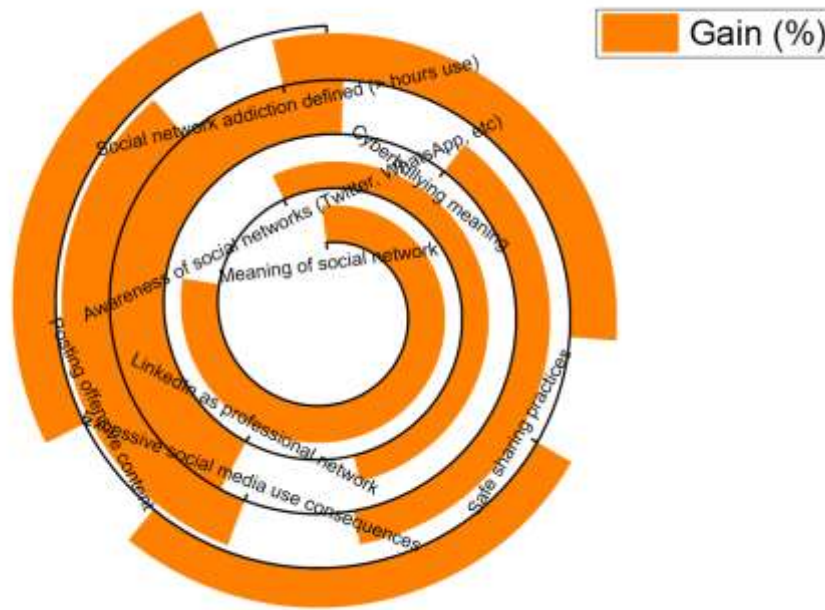 Gain (%)
Social network addiction defined (> hours use)
Cyberbullying meaning
Awareness of social networks (Twitter, WhatsApp, etc)
Meaning of social network
LinkedIn as professional network
Posting offensive content
Excessive social media use consequences
Safe sharing practices